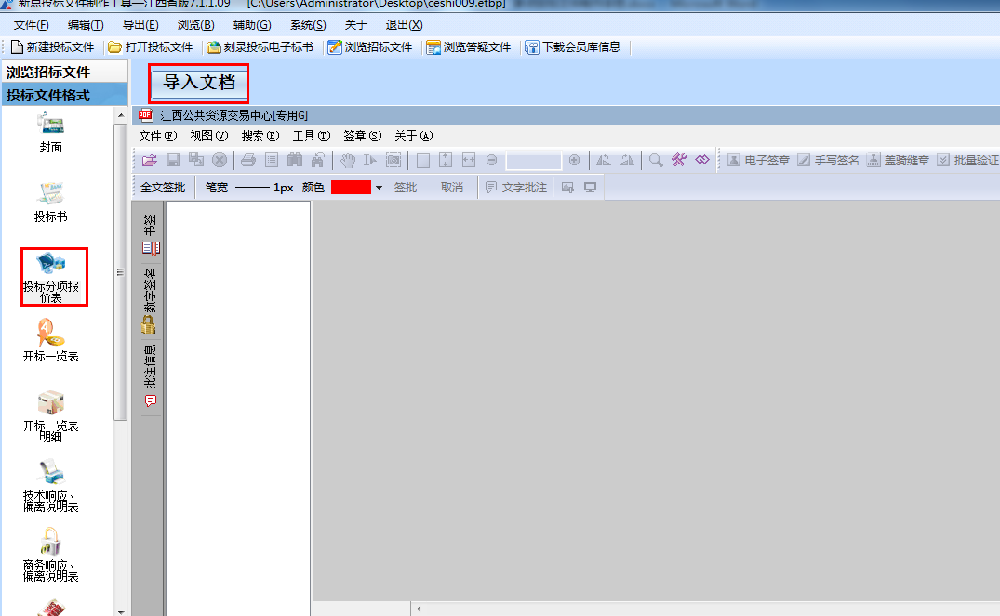 新点投标文件制作工具—江西省版7.1.1.09 [C:\Users\Administrator\Desktop\ceshi009.etbp]
文件(F) 编辑(T) 导出(E) 浏览(B) 辅助(G) 系统(S) 关于 退出(X)
新建投标文件 打开投标文件 刻录投标电子标书 浏览招标文件 浏览答疑文件 下载会员库信息
浏览招标文件
投标文件格式
封面
投标书
投标分项报
价表
开标一览表
开标一览表
明细
技术响应、
偏离说明表
商务响应、
偏离说明表
导入文档
江西公共资源交易中心[专用G]
文件(F) 视图(V) 搜索(E) 工具(T) 签章(S) 关于(A)
电子签章 手写签名 盖骑缝章 批量验证
全文签批 笔宽 1px 颜色 签批 取消 文字批注
书签
数字签名
批注信息